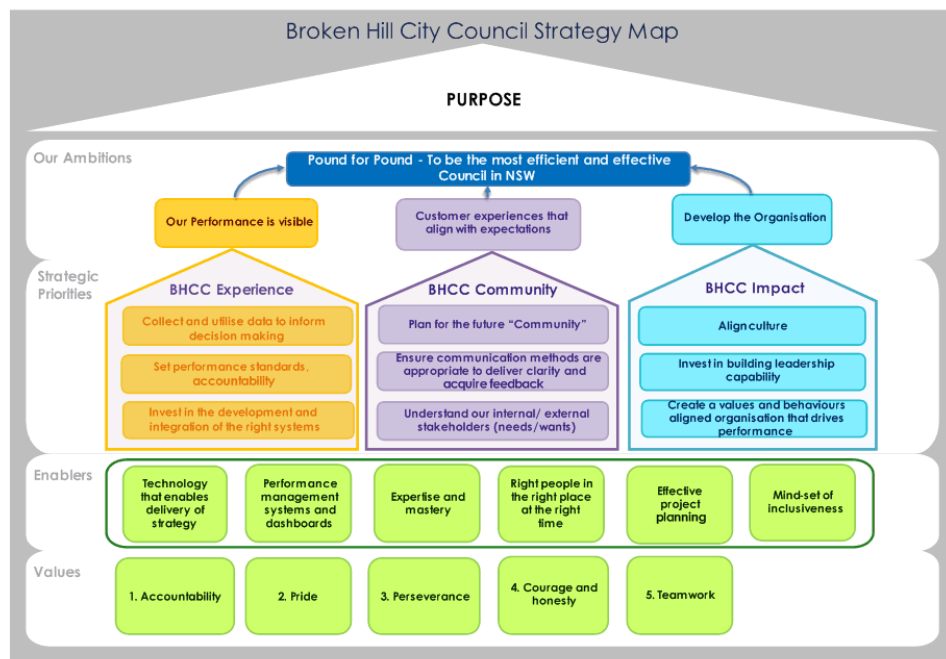 Broken Hill City Council Strategy Map
PURPOSE
Our Ambitions
Pound for Pound - To be the most efficient and effective
Council in NSW
Our Performance is visible
Customer experiences that
align with expectations
Develop the Organisation
Strategic
Priorities
BHCC Experience
Collect and utilise data to inform
decision making
Set performance standards,
accountability
Invest in the development and
integration of the right systems
BHCC Community
Plan for the future “Community”
Ensure communication methods are
appropriate to deliver clarity and
acquire feedback
Understand our internal/ external
stakeholders (needs/wants)
BHCC Impact
Align culture
Invest in building leadership
capability
Create a values and behaviours
aligned organisation that drives
performance
Enablers
Technology
that enables
delivery of
strategy
Performance
management
systems and
dashboards
Expertise and
mastery
Right people in
the right place
at the right
time
Effective
project
planning
Mind-set of
inclusiveness
Values
1. Accountability
2. Pride
3. Perseverance
4. Courage and
honesty
5. Teamwork